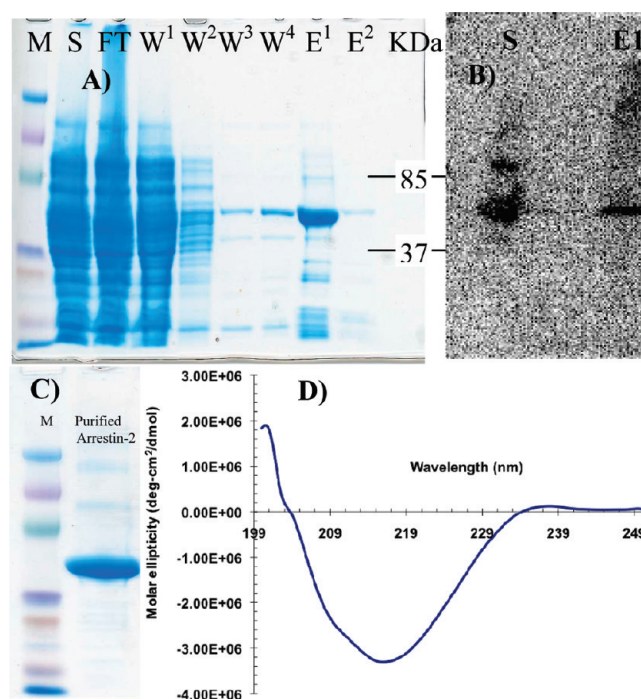 M S FT W¹ W² W³ W⁴ E¹ E² KDa
A)
85
37
B)
S E1
C)
M Purified
Arrestin-2
D)
Molar ellipticity (deg-cm²/dmol)
Wavelength (nm)
3.00E+06
2.00E+06
1.00E+06
0.00E+00
-1.00E+06
-2.00E+06
-3.00E+06
-4.00E+06
199 209 219 229 239 249